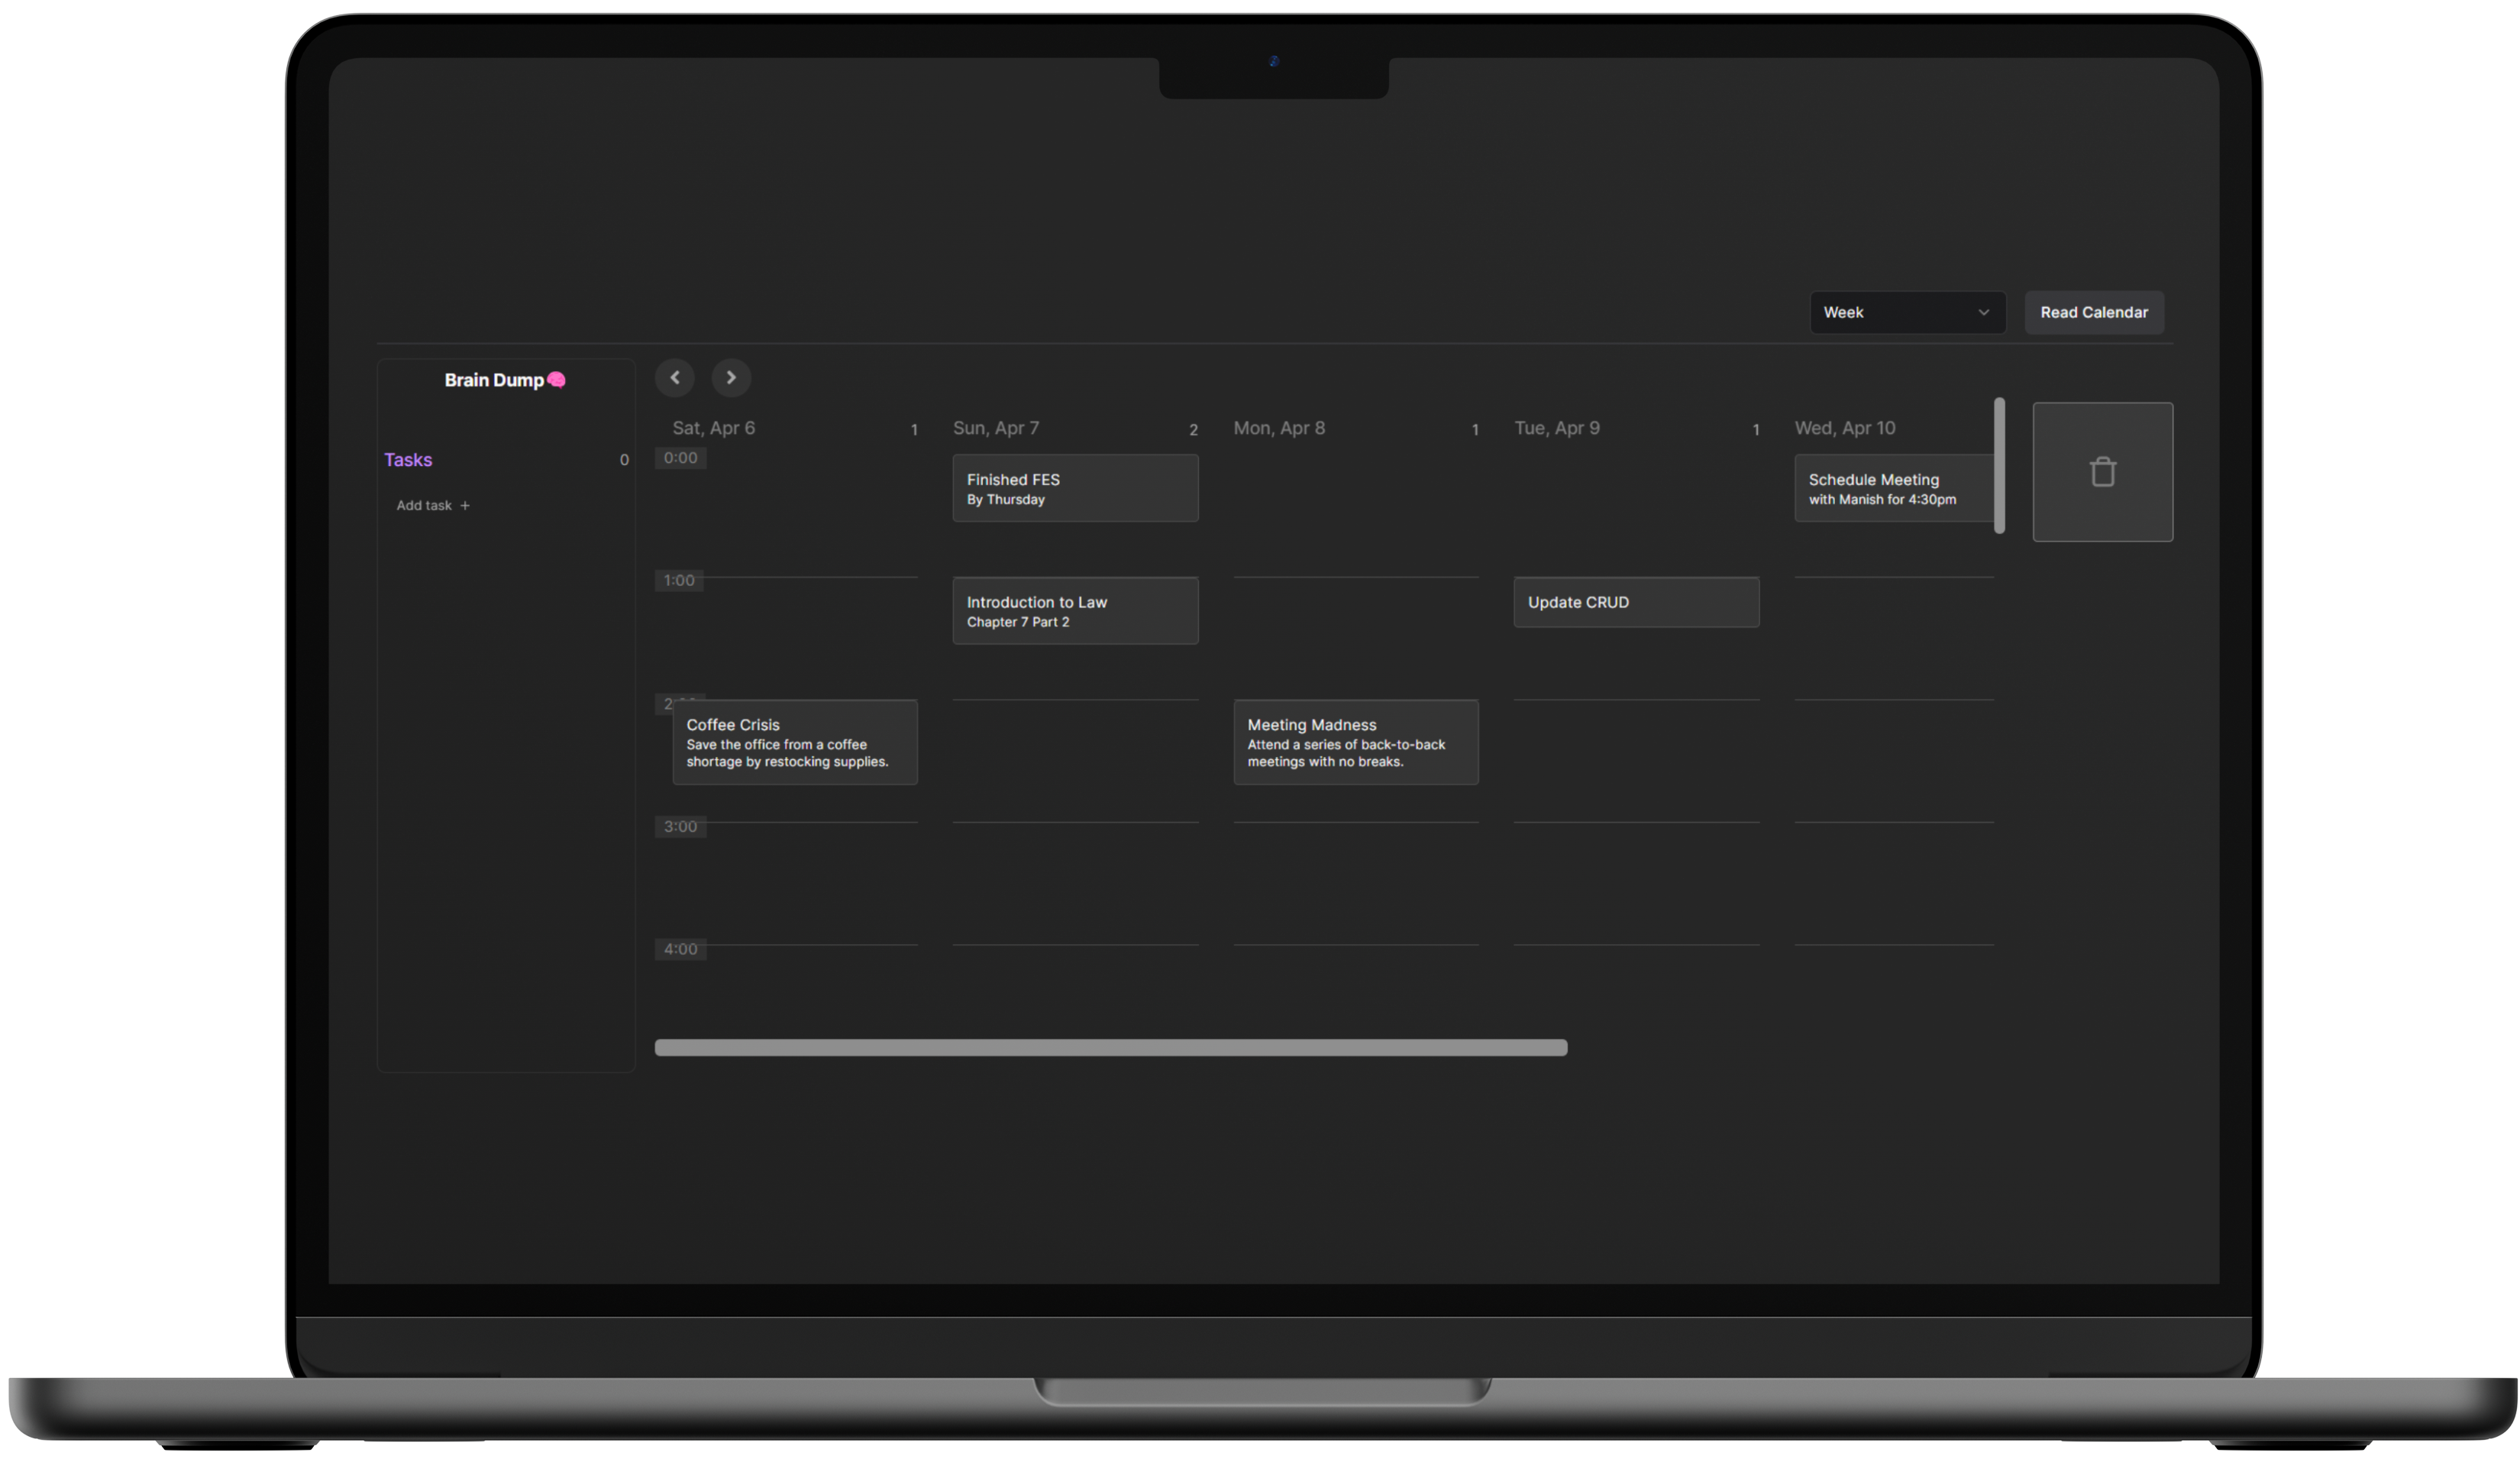 Week
Read Calendar
Brain Dump🧠
Tasks 0
Add task +
Sat, Apr 6 1
Sun, Apr 7 2
Mon, Apr 8 1
Tue, Apr 9 1
Wed, Apr 10
0:00
Finished FES
By Thursday
Schedule Meeting
with Manish for 4:30pm
1:00
Introduction to Law
Chapter 7 Part 2
Update CRUD
Coffee Crisis
Save the office from a coffee
shortage by restocking supplies.
Meeting Madness
Attend a series of back-to-back
meetings with no breaks.
3:00
4:00